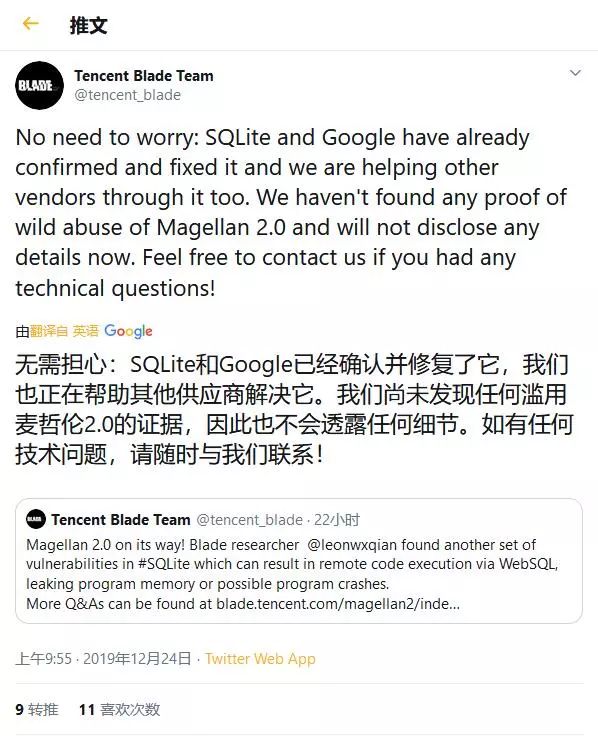 推文
BLADE
Tencent Blade Team
@tencent_blade
No need to worry: SQLite and Google have already
confirmed and fixed it and we are helping other
vendors through it too. We haven't found any proof of
wild abuse of Magellan 2.0 and will not disclose any
details now. Feel free to contact us if you had any
technical questions!
由翻译自 英语 Google
无需担心：SQLite和Google已经确认并修复了它，我们
也正在帮助其他供应商解决它。我们尚未发现任何滥用
麦哲伦2.0的证据，因此也不会透露任何细节。如有任何
技术问题，请随时与我们联系！
BLADE Tencent Blade Team @tencent_blade · 22小时
Magellan 2.0 on its way! Blade researcher @leonwxqian found another set of
vulnerabilities in #SQLite which can result in remote code execution via WebSQL,
leaking program memory or possible program crashes.
More Q&As can be found at blade.tencent.com/magellan2/inde…
上午9:55 · 2019年12月24日 · Twitter Web App
9 转推 11 喜欢次数